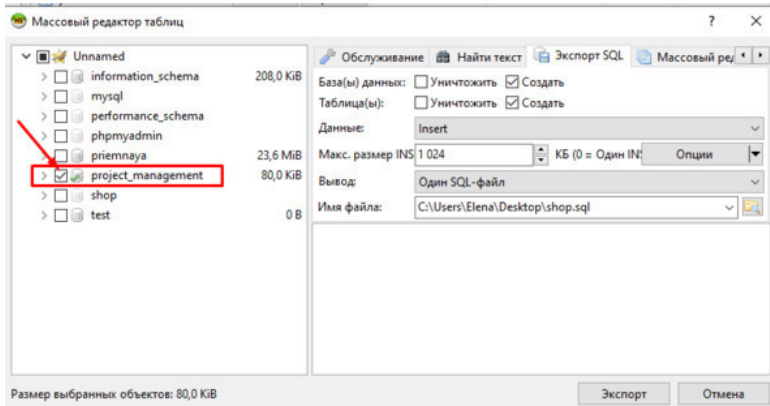 Массовый редактор таблиц
Unnamed
information_schema 208,0 KiB
mysql
performance_schema
phpmyadmin
priemnaya 23,6 MiB
project_management 80,0 KiB
shop
test 0 B
Размер выбранных объектов: 80,0 KiB
Обслуживание Найти текст Экспорт SQL Массовый ред
База(ы) данных: Уничтожить Создать
Таблица(ы): Уничтожить Создать
Данные: Insert
Макс. размер INS 1 024 КБ (0 = Один IN Опции
Вывод: Один SQL-файл
Имя файла: C:\Users\Elena\Desktop\shop.sql
Экспорт Отмена